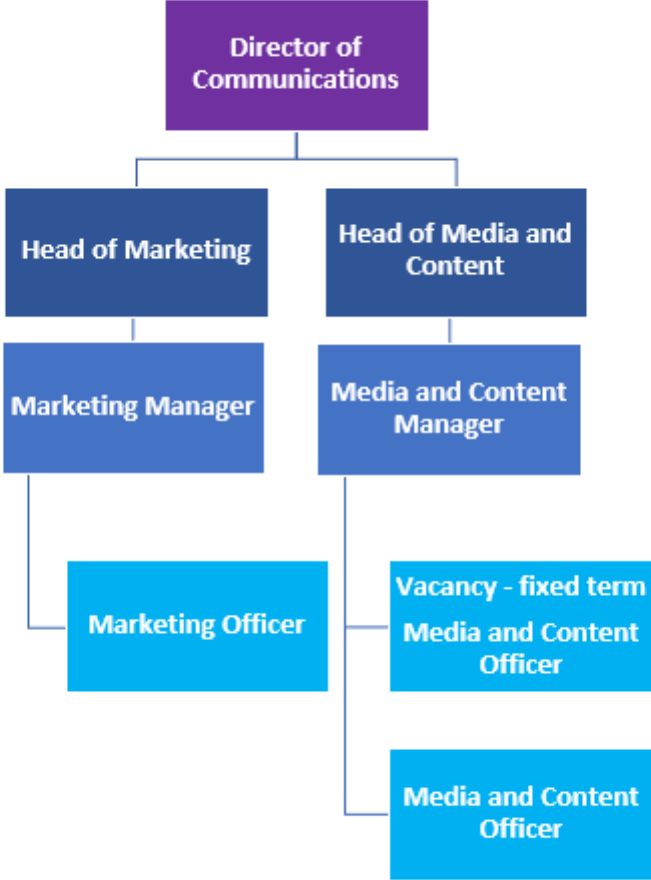 Director of
Communications
Head of Marketing
Head of Media and
Content
Marketing Manager
Media and Content
Manager
Marketing Officer
Vacancy - fixed term
Media and Content
Officer
Media and Content
Officer